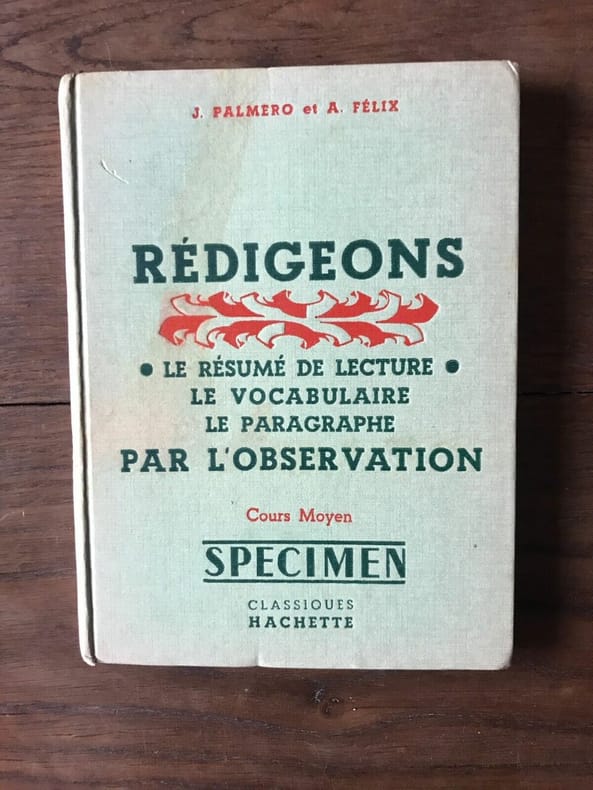 J. PALMERO et A. FÉLIX
RÉDIGEONS
• LE RÉSUMÉ DE LECTURE •
LE VOCABULAIRE
LE PARAGRAPHE
PAR L'OBSERVATION
Cours Moyen
SPECIMEN
CLASSIQUES
HACHETTE